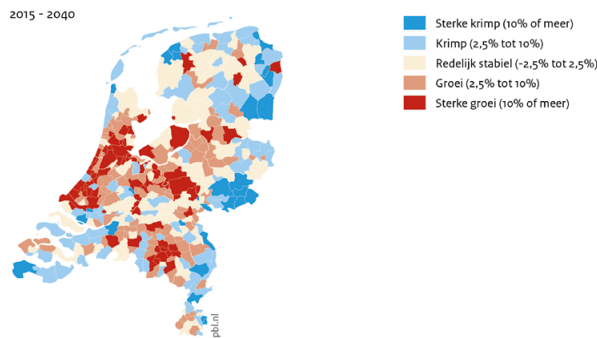 2015 - 2040
Sterke krimp (10% of meer)
Krimp (2,5% tot 10%)
Redelijk stabiel (-2,5% tot 2,5%)
Groei (2,5% tot 10%)
Sterke groei (10% of meer)
pbl.nl